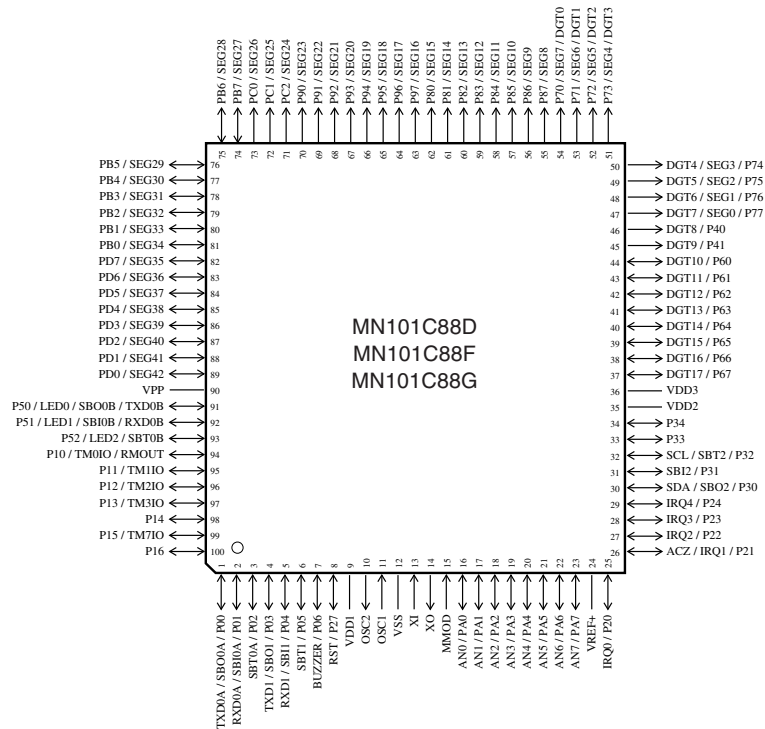 PB6 / SEG28
PB7 / SEG27
PC0 / SEG26
PC1 / SEG25
PC2 / SEG24
P90 / SEG23
P91 / SEG22
P92 / SEG21
P93 / SEG20
P94 / SEG19
P95 / SEG18
P96 / SEG17
P97 / SEG16
P80 / SEG15
P81 / SEG14
P82 / SEG13
P83 / SEG12
P84 / SEG11
P85 / SEG10
P86 / SEG9
P87 / SEG8
P70 / SEG7 / DGT0
P71 / SEG6 / DGT1
P72 / SEG5 / DGT2
P73 / SEG4 / DGT3
75
74
73
72
71
70
69
68
67
66
65
64
63
62
61
60
59
58
57
56
55
54
53
52
51
PB5 / SEG29 76
PB4 / SEG30 77
PB3 / SEG31 78
PB2 / SEG32 79
PB1 / SEG33 80
PB0 / SEG34 81
PD7 / SEG35 82
PD6 / SEG36 83
PD5 / SEG37 84
PD4 / SEG38 85
PD3 / SEG39 86
PD2 / SEG40 87
PD1 / SEG41 88
PD0 / SEG42 89
VPP 90
P50 / LED0 / SBO0B / TXD0B 91
P51 / LED1 / SBI0B / RXD0B 92
P52 / LED2 / SBT0B 93
P10 / TM0IO / RMOUT 94
P11 / TM1IO 95
P12 / TM2IO 96
P13 / TM3IO 97
P14 98
P15 / TM7IO 99
P16 100
MN101C88D
MN101C88F
MN101C88G
50 DGT4 / SEG3 / P74
49 DGT5 / SEG2 / P75
48 DGT6 / SEG1 / P76
47 DGT7 / SEG0 / P77
46 DGT8 / P40
45 DGT9 / P41
44 DGT10 / P60
43 DGT11 / P61
42 DGT12 / P62
41 DGT13 / P63
40 DGT14 / P64
39 DGT15 / P65
38 DGT16 / P66
37 DGT17 / P67
36 VDD3
35 VDD2
34 P34
33 P33
32 SCL / SBT2 / P32
31 SBI2 / P31
30 SDA / SBO2 / P30
29 IRQ4 / P24
28 IRQ3 / P23
27 IRQ2 / P22
26 ACZ / IRQ1 / P21
1
2
3
4
5
6
7
8
9
10
11
12
13
14
15
16
17
18
19
20
21
22
23
24
25
TXD0A / SBO0A / P00
RXD0A / SBI0A / P01
SBT0A / P02
TXD1 / SBO1 / P03
RXD1 / SBI1 / P04
SBT1 / P05
BUZZER / P06
RST / P27
VDD1
OSC2
OSC1
VSS
XI
XO
MMOD
AN0 / PA0
AN1 / PA1
AN2 / PA2
AN3 / PA3
AN4 / PA4
AN5 / PA5
AN6 / PA6
AN7 / PA7
VREF+
IRQ0 / P20